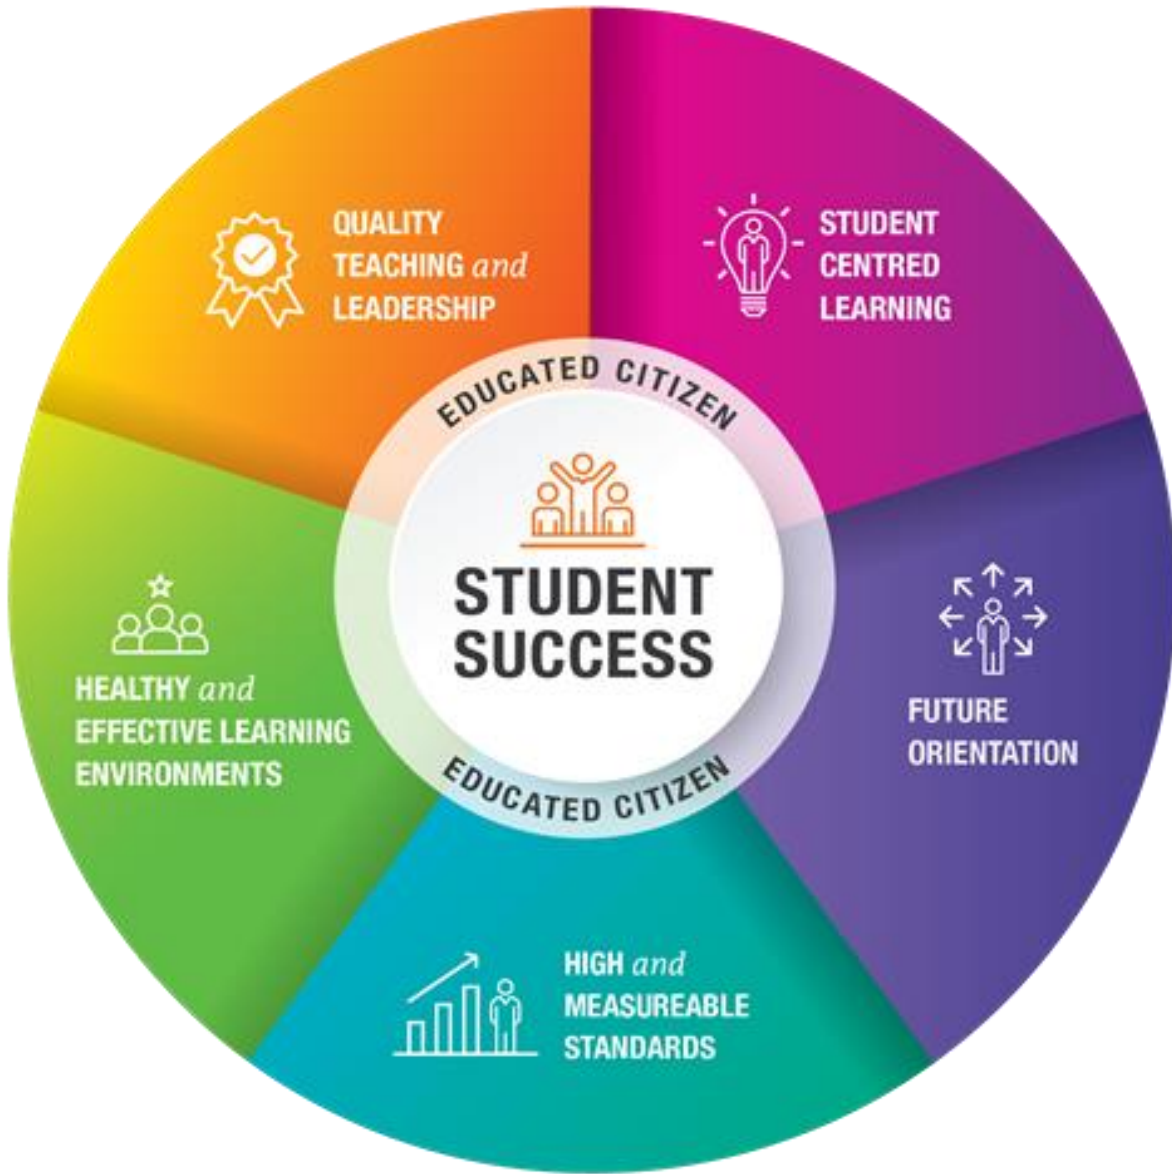 QUALITY
TEACHING and
LEADERSHIP
STUDENT
CENTRED
LEARNING
EDUCATED CITIZEN
STUDENT
SUCCESS
EDUCATED CITIZEN
HEALTHY and
EFFECTIVE LEARNING
ENVIRONMENTS
FUTURE
ORIENTATION
HIGH and
MEASUREABLE
STANDARDS